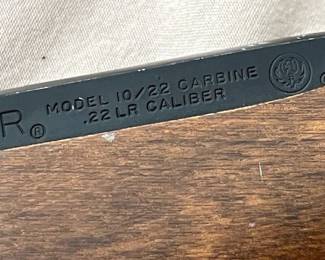 R® MODEL 10/22 CARBINE
.22 LR CALIBER